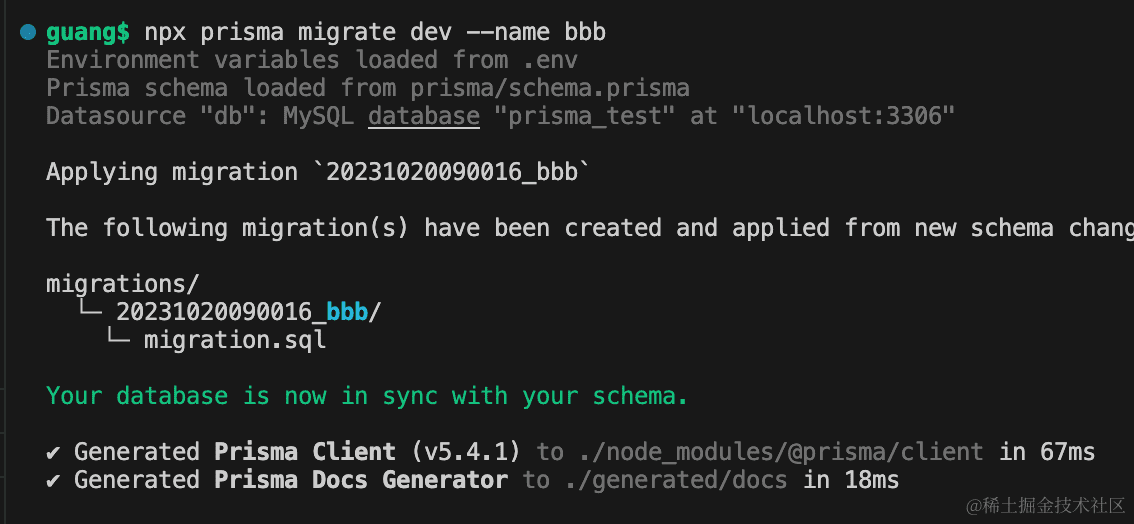 guang$ npx prisma migrate dev --name bbb
Environment variables loaded from .env
Prisma schema loaded from prisma/schema.prisma
Datasource "db": MySQL database "prisma_test" at "localhost:3306"
Applying migration `20231020090016_bbb`
The following migration(s) have been created and applied from new schema chang
migrations/
└─ 20231020090016_bbb/
└─ migration.sql
Your database is now in sync with your schema.
✔ Generated Prisma Client (v5.4.1) to ./node_modules/@prisma/client in 67ms
✔ Generated Prisma Docs Generator to ./generated/docs in 18ms
@稀土掘金技术社区